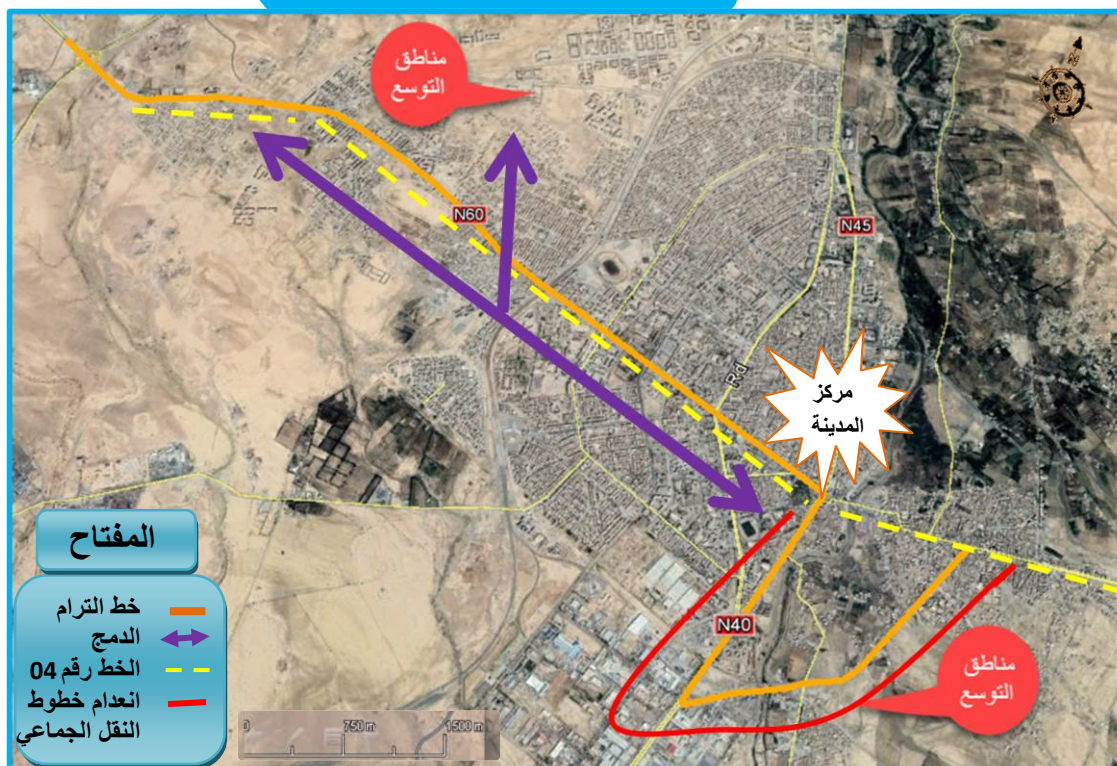 مناطق
التوسع
N60
N45
Rd
مركز
المدينة
N40
مناطق
التوسع
المفتاح
خط الترام
الدمج
الخط رقم 04
انعدام خطوط
النقل الجماعي
0 750 m 1500 m